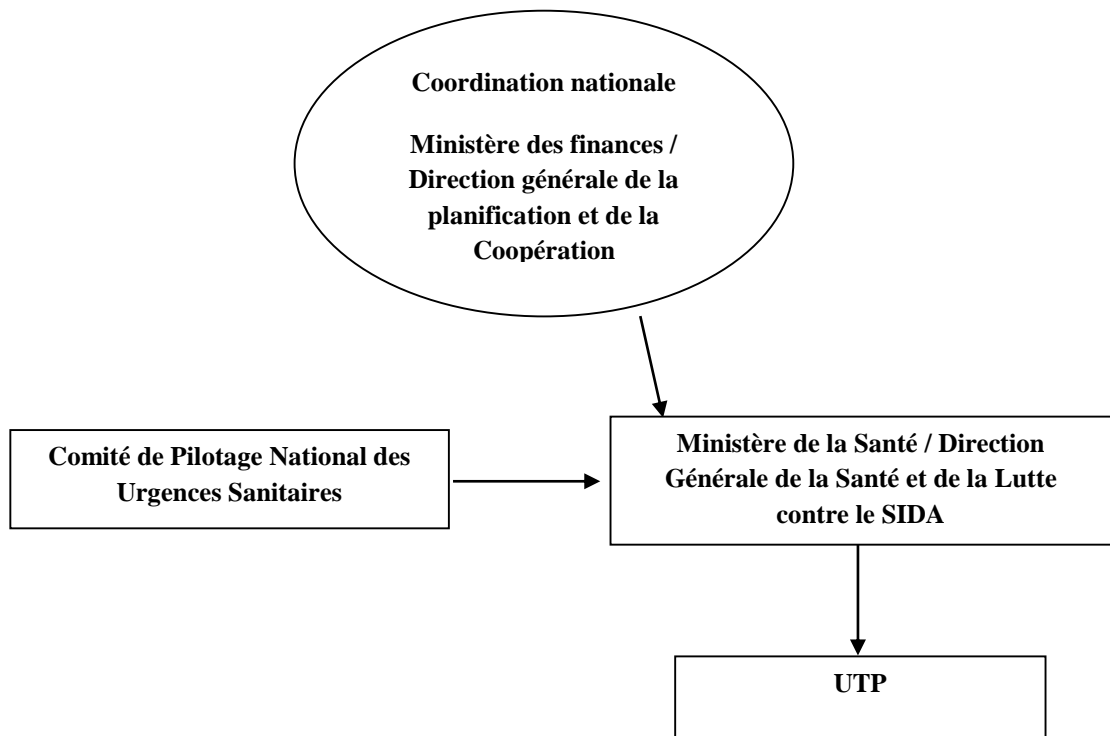 Coordination nationale
Ministère des finances /
Direction générale de la
planification et de la
Coopération
Comité de Pilotage National des
Urgences Sanitaires
Ministère de la Santé / Direction
Générale de la Santé et de la Lutte
contre le SIDA
UTP